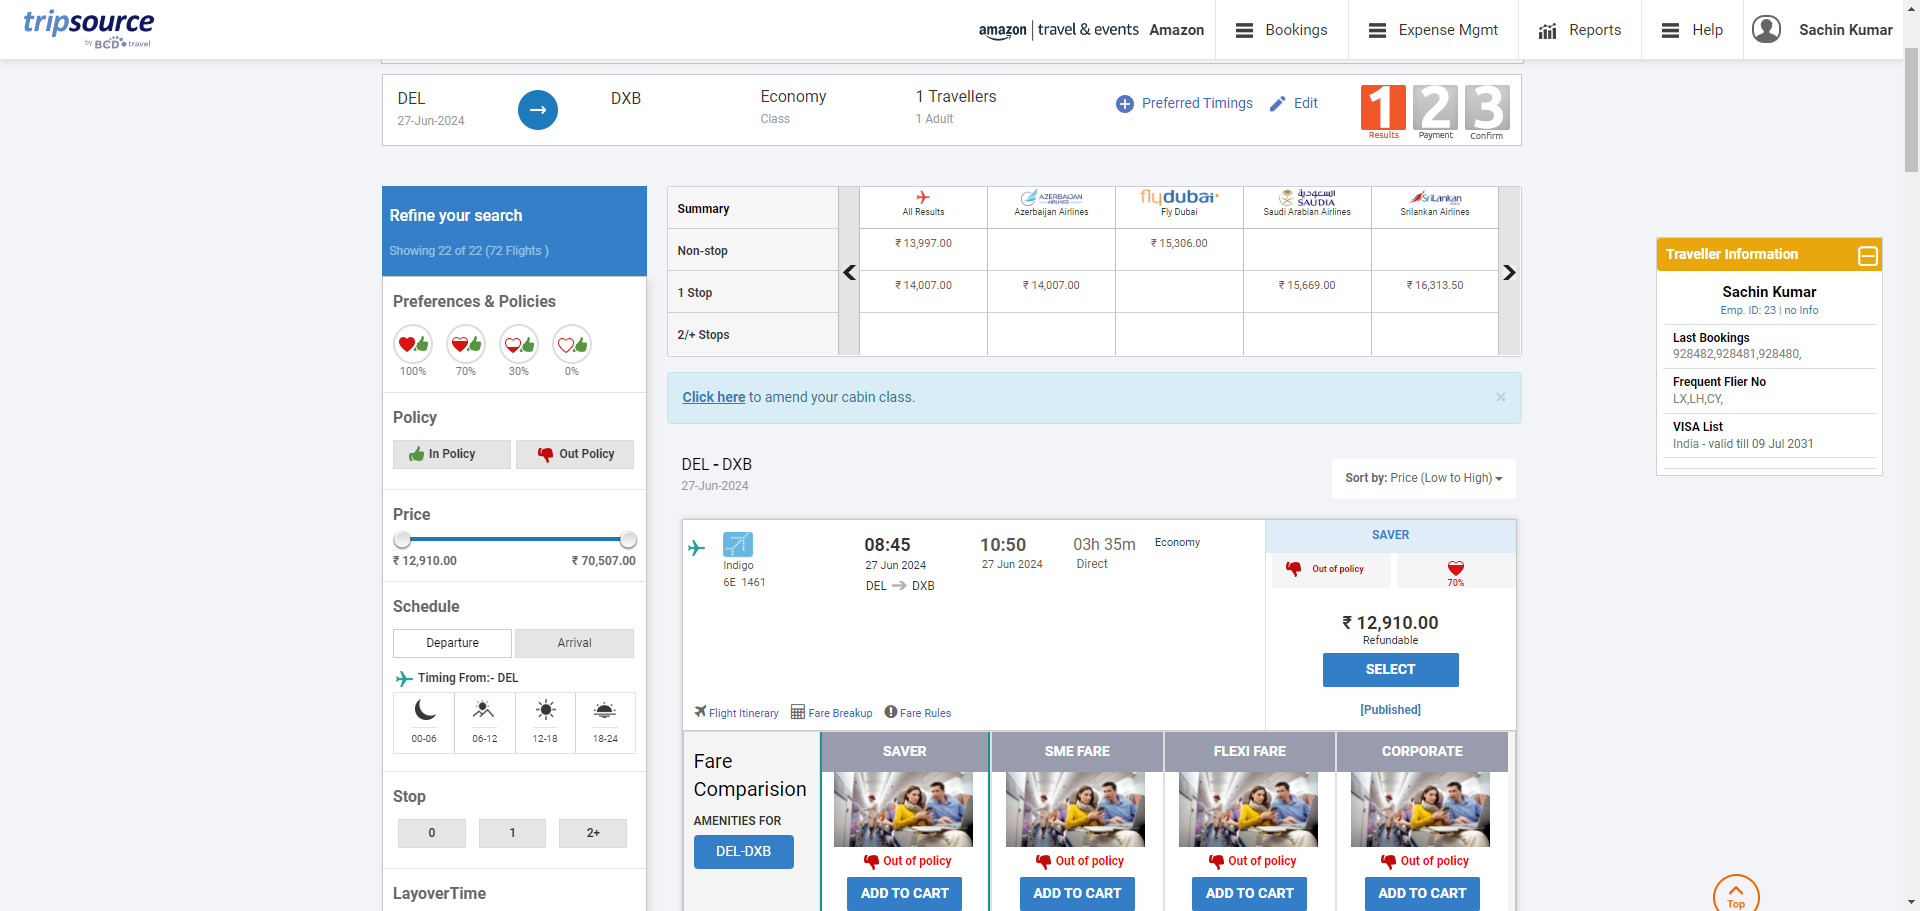 tripsource
by BCD travel
amazon | travel & events Amazon
Bookings
Expense Mgmt
Reports
Help
Sachin Kumar
DEL
27-Jun-2024
DXB
Economy
Class
1 Travellers
1 Adult
Preferred Timings
Edit
1 2 3
Results Payment Confirm
Refine your search
Showing 22 of 22 (72 Flights )
Preferences & Policies
100% 70% 30% 0%
Policy
In Policy Out Policy
Price
₹ 12,910.00 ₹ 70,507.00
Schedule
Departure Arrival
Timing From:- DEL
00-06 06-12 12-18 18-24
Stop
0 1 2+
LayoverTime
Summary
All Results
AZERBAIJAN
AIRLINES
Azerbaijan Airlines
flydubai
Fly Dubai
السعودية
SAUDIA
Saudi Arabian Airlines
SriLankan
Srilankan Airlines
Non-stop ₹ 13,997.00 ₹ 15,306.00
1 Stop ₹ 14,007.00 ₹ 14,007.00 ₹ 15,669.00 ₹ 16,313.50
2/+ Stops
Click here to amend your cabin class.
×
DEL - DXB
27-Jun-2024
Sort by: Price (Low to High)
Indigo
6E 1461
08:45
27 Jun 2024
DEL DXB
10:50
27 Jun 2024
03h 35m
Direct
Economy
SAVER
Out of policy
70%
₹ 12,910.00
Refundable
SELECT
[Published]
Flight Itinerary Fare Breakup Fare Rules
Fare
Comparision
AMENITIES FOR
DEL-DXB
SAVER SME FARE FLEXI FARE CORPORATE
Out of policy Out of policy Out of policy Out of policy
ADD TO CART ADD TO CART ADD TO CART ADD TO CART
Traveller Information
Sachin Kumar
Emp. ID: 23 | no Info
Last Bookings
928482,928481,928480,
Frequent Flier No
LX,LH,CY,
VISA List
India - valid till 09 Jul 2031
Top